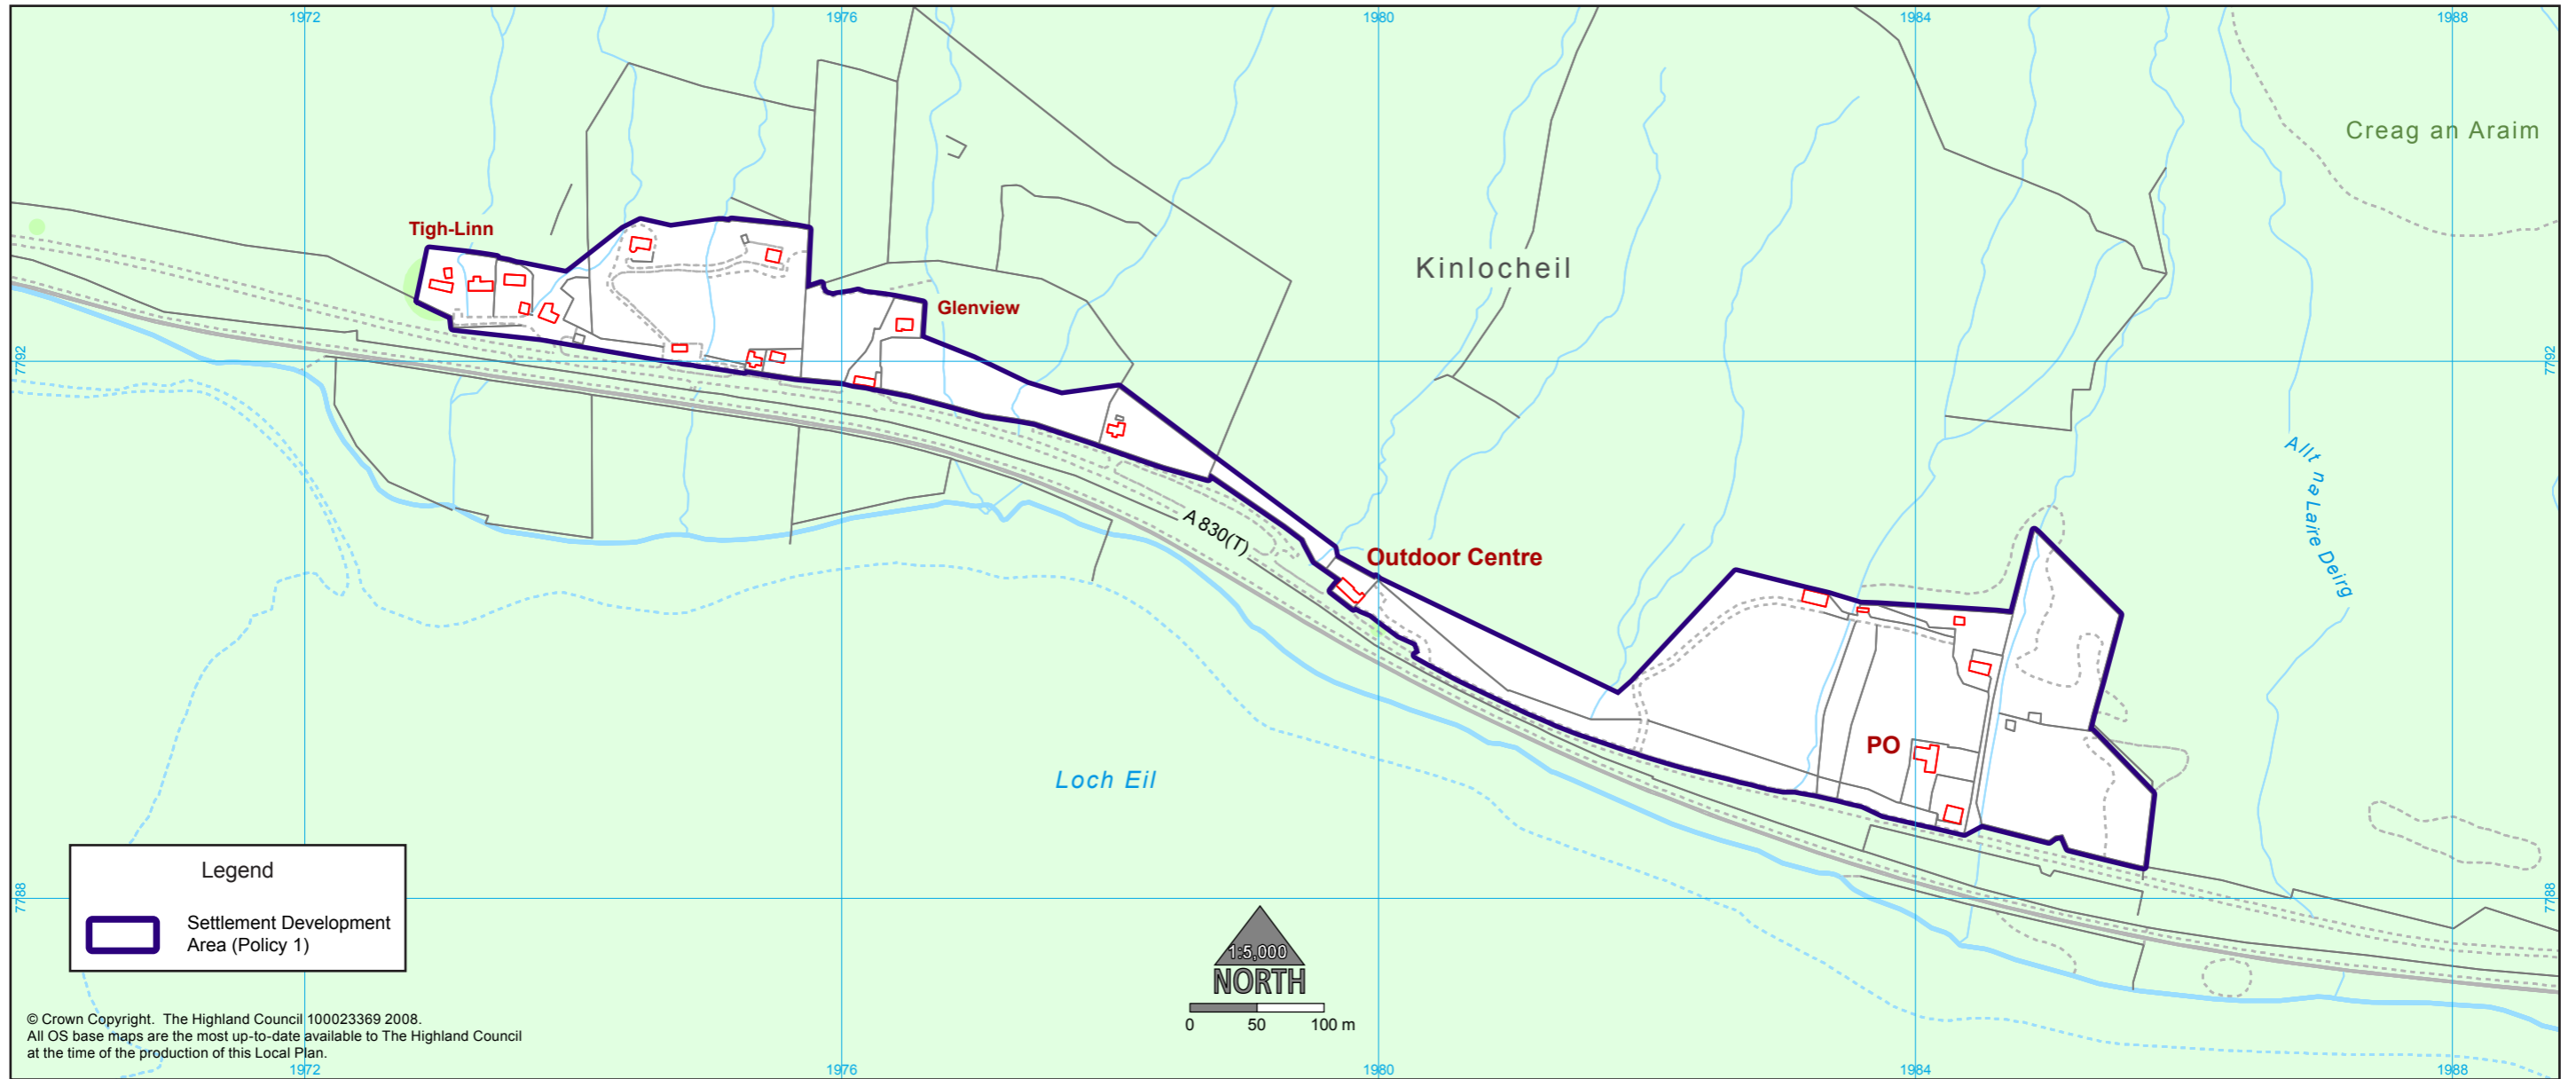 1972
1976
1980
1984
1988
Creag an Araim
Tigh-Linn
Kinlocheil
Glenview
7792
7792
Allt na Laire Deirg
A 830(T)
Outdoor Centre
PO
Loch Eil
Legend
Settlement Development
Area (Policy 1)
7788
7788
1:5,000
NORTH
0 50 100 m
© Crown Copyright. The Highland Council 100023369 2008.
All OS base maps are the most up-to-date available to The Highland Council
at the time of the production of this Local Plan.
1972
1976
1980
1984
1988